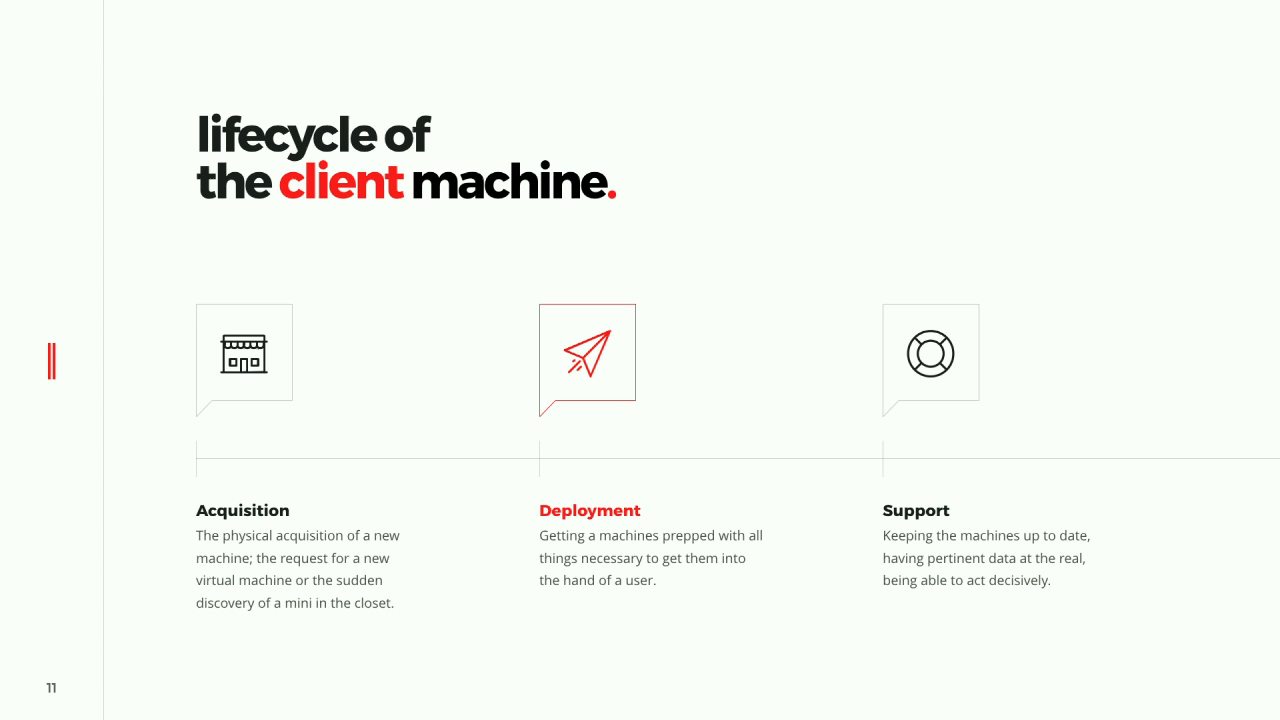 lifecycle of
the client machine.
Acquisition
The physical acquisition of a new
machine; the request for a new
virtual machine or the sudden
discovery of a mini in the closet.
Deployment
Getting a machines prepped with all
things necessary to get them into
the hand of a user.
Support
Keeping the machines up to date,
having pertinent data at the real,
being able to act decisively.
11